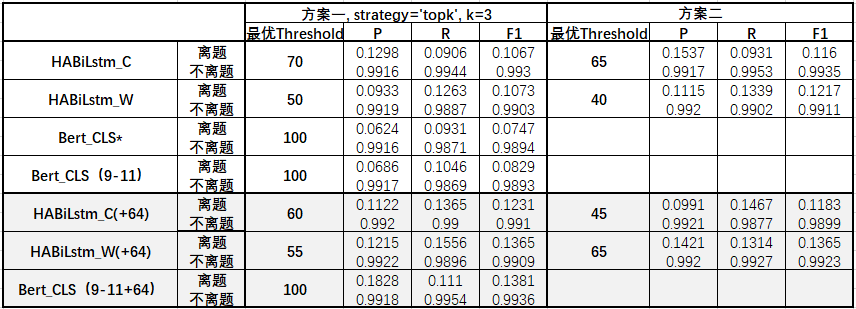 方案一, strategy='topk', k=3 方案二
最优Threshold P R F1 最优Threshold P R F1
HABiLstm_C 离题 70 0.1298 0.0906 0.1067 65 0.1537 0.0931 0.116
不离题 0.9916 0.9944 0.993 0.9917 0.9953 0.9935
HABiLstm_W 离题 50 0.0933 0.1263 0.1073 40 0.1115 0.1339 0.1217
不离题 0.9919 0.9887 0.9903 0.992 0.9902 0.9911
Bert_CLS* 离题 100 0.0624 0.0931 0.0747
不离题 0.9916 0.9871 0.9894
Bert_CLS（9-11） 离题 100 0.0686 0.1046 0.0829
不离题 0.9917 0.9869 0.9893
HABiLstm_C(+64) 离题 60 0.1122 0.1365 0.1231 45 0.0991 0.1467 0.1183
不离题 0.992 0.99 0.991 0.9921 0.9877 0.9899
HABiLstm_W(+64) 离题 55 0.1215 0.1556 0.1365 65 0.1421 0.1314 0.1365
不离题 0.9922 0.9896 0.9909 0.992 0.9927 0.9923
Bert_CLS（9-11+64) 离题 100 0.1828 0.111 0.1381
不离题 0.9918 0.9954 0.9936